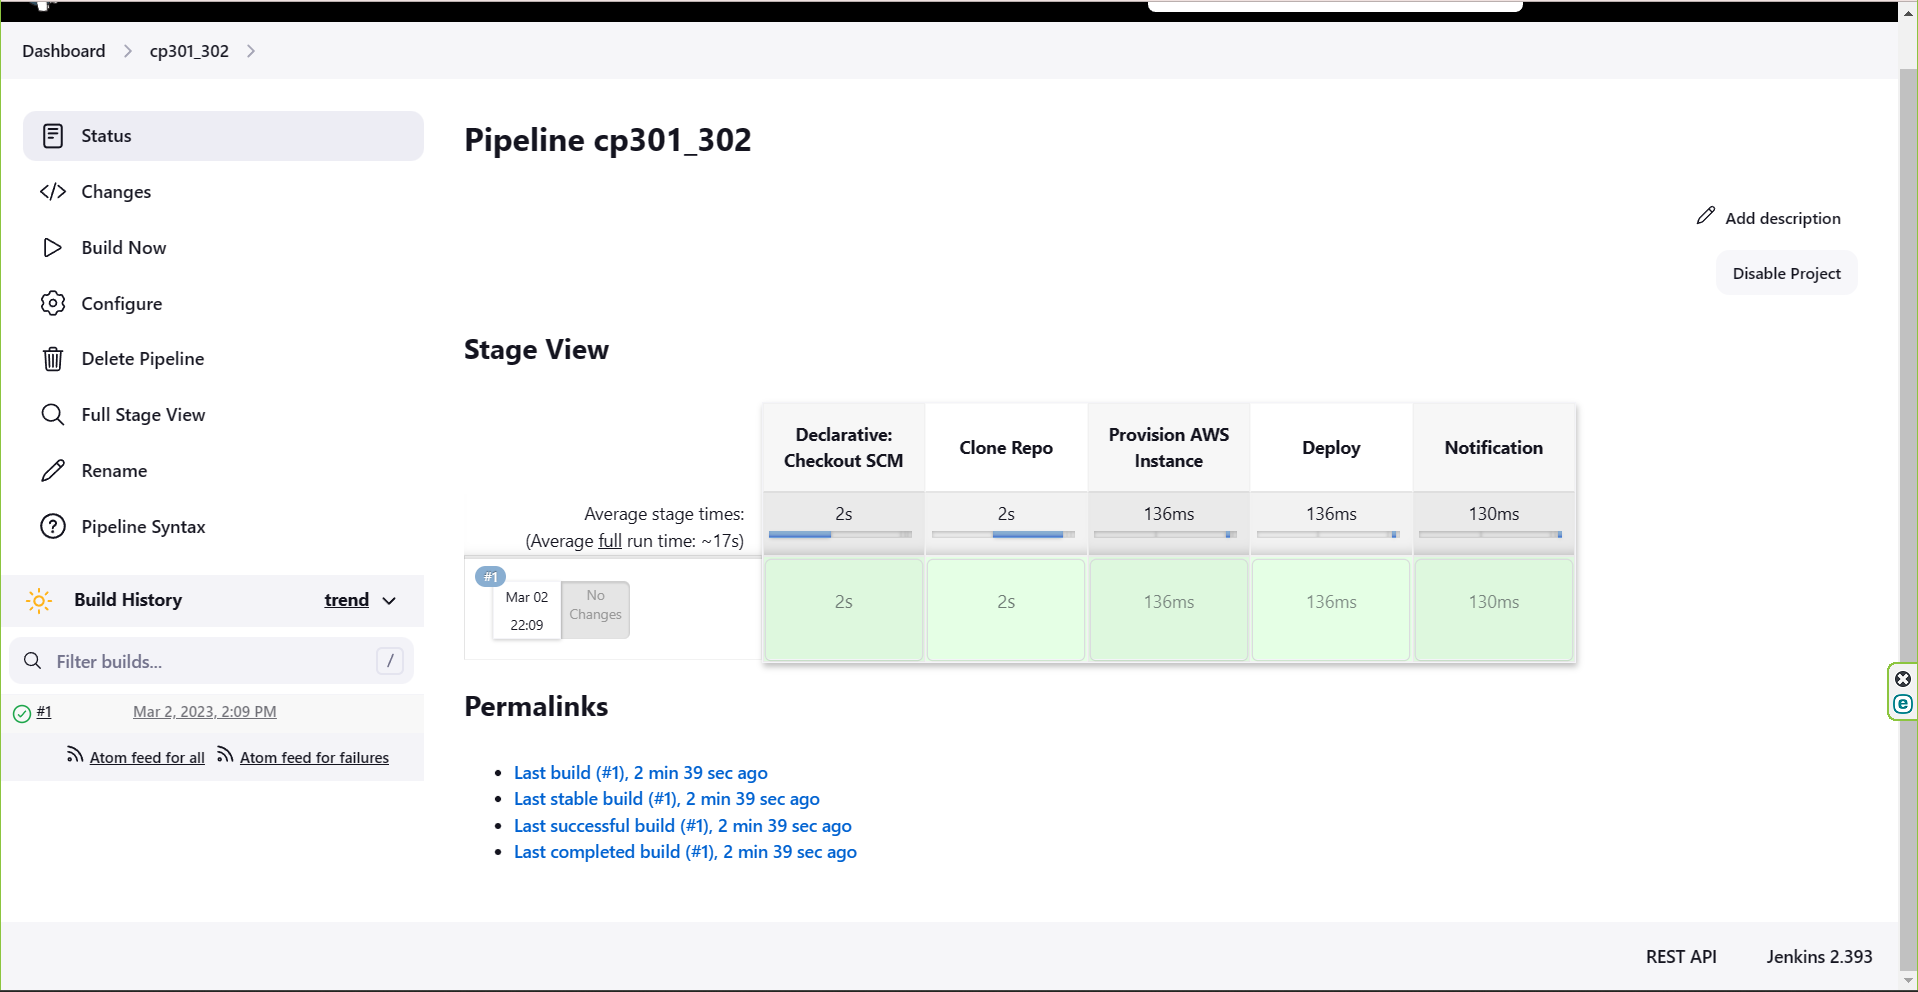 Dashboard
cp301_302
Status
Changes
Build Now
Configure
Delete Pipeline
Full Stage View
Rename
Pipeline Syntax
Build History
trend
Filter builds...
/
#1
Mar 2, 2023, 2:09 PM
Atom feed for all
Atom feed for failures
Pipeline cp301_302
Add description
Disable Project
Stage View
Declarative:
Checkout SCM
Clone Repo
Provision AWS
Instance
Deploy
Notification
Average stage times:
(Average full run time: ~17s)
2s
2s
136ms
136ms
130ms
#1
Mar 02
22:09
No
Changes
2s
2s
136ms
136ms
130ms
Permalinks
Last build (#1), 2 min 39 sec ago
Last stable build (#1), 2 min 39 sec ago
Last successful build (#1), 2 min 39 sec ago
Last completed build (#1), 2 min 39 sec ago
REST API
Jenkins 2.393